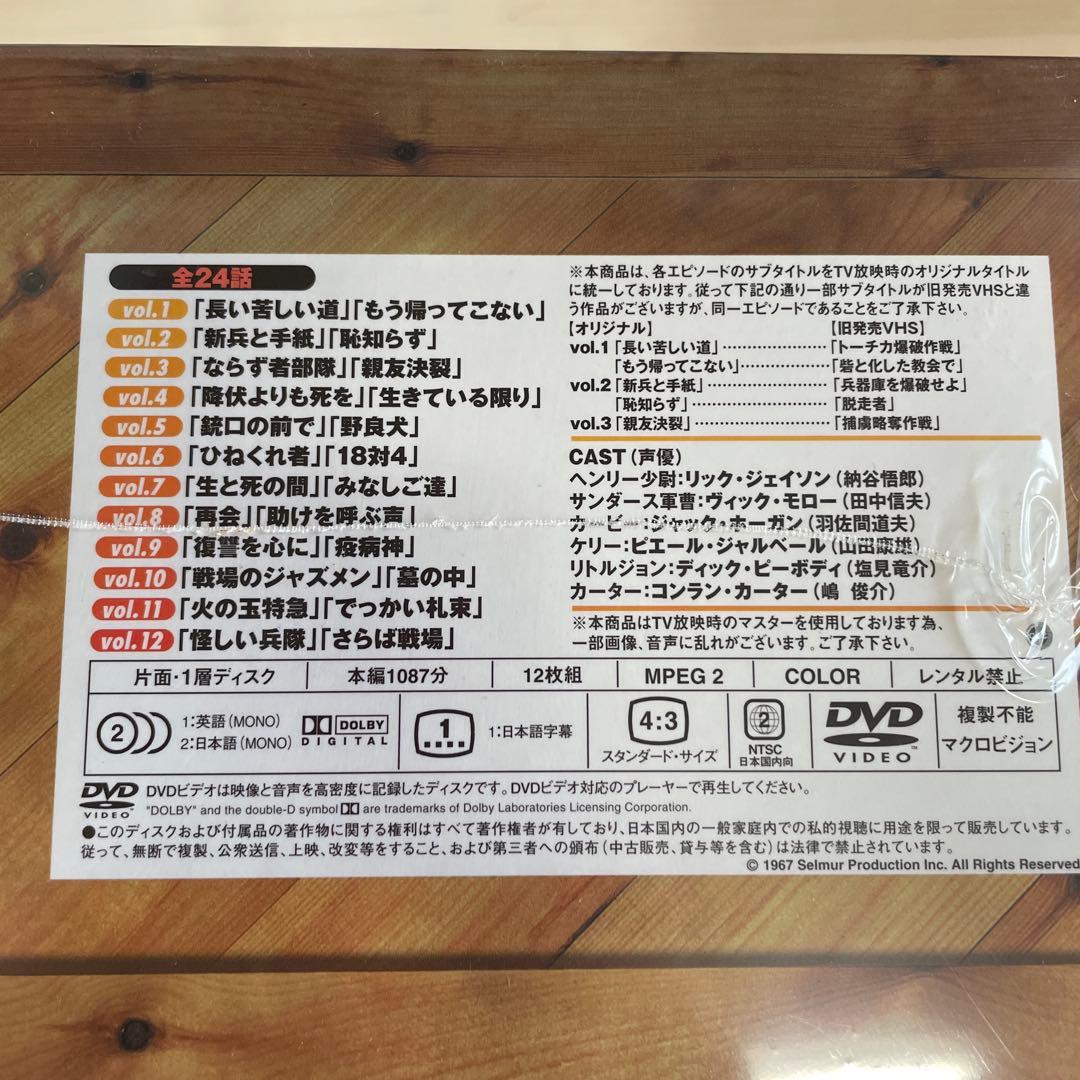 全24話
vol.1「長い苦しい道」「もう帰ってこない」
vol.2「新兵と手紙」「恥知らず」
vol.3「ならず者部隊」「親友決裂」
vol.4「降伏よりも死を」「生きている限り」
vol.5「銃口の前で」「野良犬」
vol.6「ひねくれ者」「18対4」
vol.7「生と死の間」「みなしご達」
vol.8「再会」「助けを呼ぶ声」
vol.9「復讐を心に」「疫病神」
vol.10「戦場のジャズメン」「墓の中」
vol.11「火の玉特急」「でっかい札束」
vol.12「怪しい兵隊」「さらば戦場」
※本商品は、各エピソードのサブタイトルをTV放映時のオリジナルタイトル
に統一しております。従って下記の通り一部サブタイトルが旧発売VHSと違
う作品がございますが、同一エピソードであることをご了承下さい。
【オリジナル】 【旧発売VHS】
vol.1「長い苦しい道」…………………「トーチカ爆破作戦」
「もう帰ってこない」………………「砦と化した教会で」
vol.2「新兵と手紙」……………………「兵器庫を爆破せよ」
「恥知らず」………………………「脱走者」
vol.3「親友決裂」………………………「捕虜略奪作戦」
CAST(声優)
ヘンリー少尉:リック・ジェイソン(納谷悟郎)
サンダース軍曹:ヴィック・モロー(田中信夫)
カービー:ジャック・ホーガン(羽佐間道夫)
ケリー:ピエール・ジャルベール(山田康雄)
リトルジョン:ディック・ピーボディ(塩見竜介)
カーター:コンラン・カーター(嶋 俊介)
※本商品はTV放映時のマスターを使用しております為、
一部画像、音声に乱れがございます。ご了承下さい。
片面・1層ディスク 本編1087分 12枚組 MPEG 2 COLOR レンタル禁止
2 1:英語(MONO)
2:日本語(MONO)
DOLBY
DIGITAL
1 1:日本語字幕
4:3
スタンダード・サイズ
2
NTSC
日本国内向
DVD
VIDEO
複製不能
マクロビジョン
DVD
VIDEO
DVDビデオは映像と音声を高密度に記録したディスクです。DVDビデオ対応のプレーヤーで再生してください。
"DOLBY" and the double-D symbol are trademarks of Dolby Laboratories Licensing Corporation.
●このディスクおよび付属品の著作物に関する権利はすべて著作権者が有しており、日本国内の一般家庭内での私的視聴に用途を限って販売しています。
従って、無断で複製、公衆送信、上映、改変等をすること、および第三者への頒布(中古販売、貸与等を含む)は法律で禁止されています。
© 1967 Selmur Production Inc. All Rights Reserved